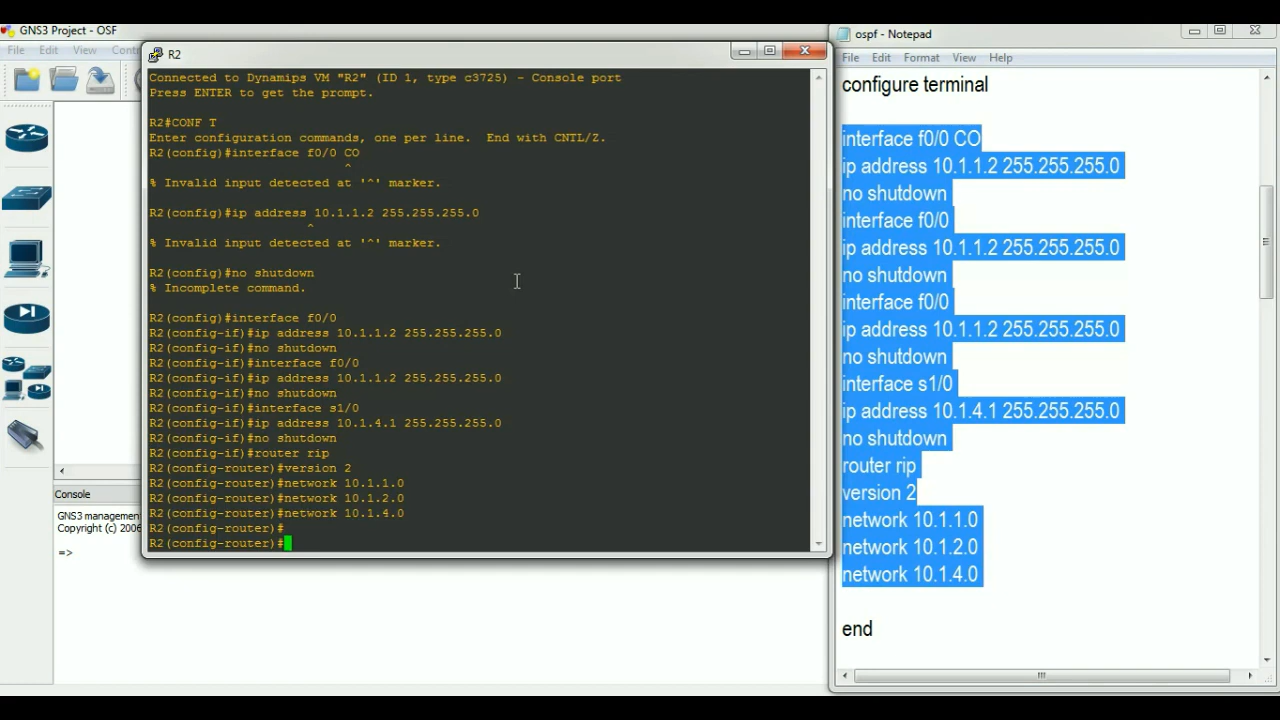 GNS3 Project - OSF
File Edit View Contr
R2
Connected to Dynamips VM "R2" (ID 1, type c3725) - Console port
Press ENTER to get the prompt.
R2#CONF T
Enter configuration commands, one per line.  End with CNTL/Z.
R2(config)#interface f0/0 CO
^
% Invalid input detected at '^' marker.
R2(config)#ip address 10.1.1.2 255.255.255.0
^
% Invalid input detected at '^' marker.
R2(config)#no shutdown
% Incomplete command.
R2(config)#interface f0/0
R2(config-if)#ip address 10.1.1.2 255.255.255.0
R2(config-if)#no shutdown
R2(config-if)#interface f0/0
R2(config-if)#ip address 10.1.1.2 255.255.255.0
R2(config-if)#no shutdown
R2(config-if)#interface s1/0
R2(config-if)#ip address 10.1.4.1 255.255.255.0
R2(config-if)#no shutdown
R2(config-if)#router rip
R2(config-router)#version 2
R2(config-router)#network 10.1.1.0
R2(config-router)#network 10.1.2.0
R2(config-router)#network 10.1.4.0
R2(config-router)#
R2(config-router)#
Console
GNS3 management
Copyright (c) 2006
=>
ospf - Notepad
File Edit Format View Help
configure terminal
interface f0/0 CO
ip address 10.1.1.2 255.255.255.0
no shutdown
interface f0/0
ip address 10.1.1.2 255.255.255.0
no shutdown
interface f0/0
ip address 10.1.1.2 255.255.255.0
no shutdown
interface s1/0
ip address 10.1.4.1 255.255.255.0
no shutdown
router rip
version 2
network 10.1.1.0
network 10.1.2.0
network 10.1.4.0
end